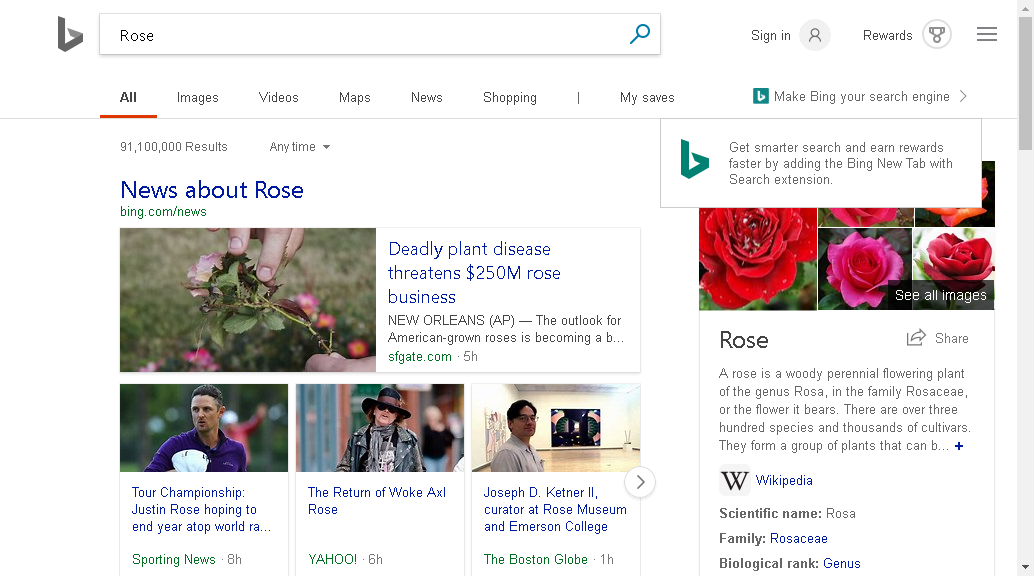 Rose
Sign in
Rewards
All
Images
Videos
Maps
News
Shopping
|
My saves
Make Bing your search engine
91,100,000 Results
Any time
Get smarter search and earn rewards
faster by adding the Bing New Tab with
Search extension.
News about Rose
bing.com/news
Deadly plant disease
threatens $250M rose
business
NEW ORLEANS (AP) — The outlook for
American-grown roses is becoming a b...
sfgate.com · 5h
Tour Championship:
Justin Rose hoping to
end year atop world ra...
Sporting News · 8h
The Return of Woke Axl
Rose
YAHOO! · 6h
Joseph D. Ketner II,
curator at Rose Museum
and Emerson College
The Boston Globe · 1h
See all images
Rose
Share
A rose is a woody perennial flowering plant
of the genus Rosa, in the family Rosaceae,
or the flower it bears. There are over three
hundred species and thousands of cultivars.
They form a group of plants that can b... +
W Wikipedia
Scientific name: Rosa
Family: Rosaceae
Biological rank: Genus